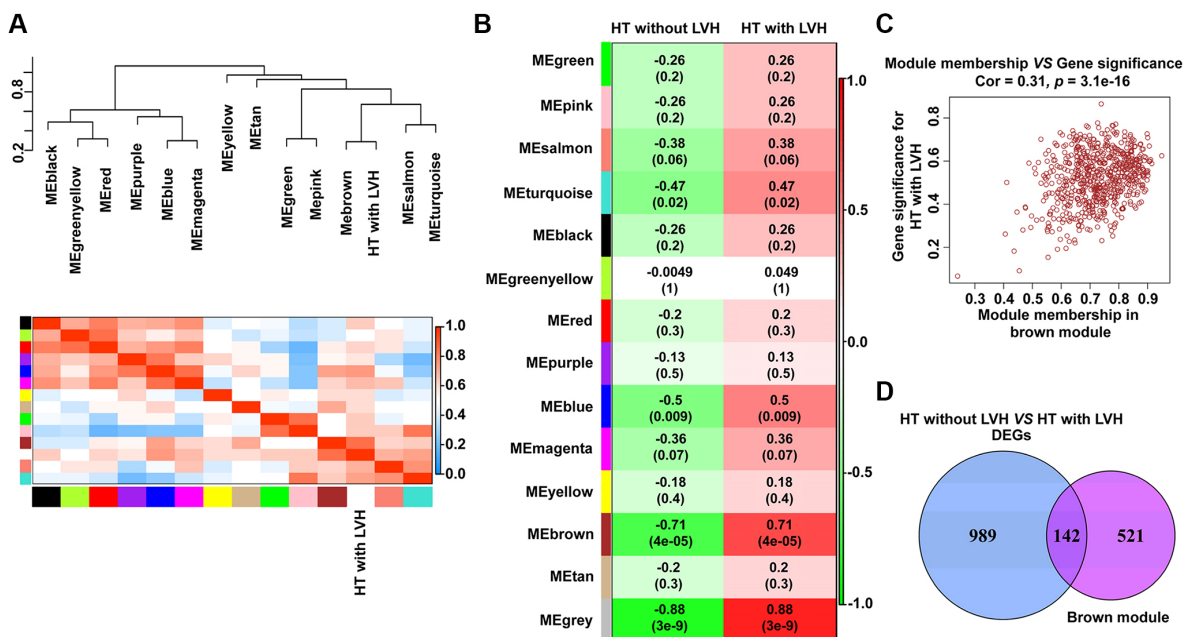 A
0.8
0.2
MEblack
MEgreenyellow
MEred
MEpurple
MEblue
MEmagenta
MEyellow
MEtan
MEgreen
Mepink
Mebrown
HT with LVH
MEsalmon
MEturquoise
1.0
0.8
0.6
0.4
0.2
0.0
HT with LVH
B
HT without LVH HT with LVH
MEgreen -0.26 0.26
(0.2) (0.2)
MEpink -0.26 0.26
(0.2) (0.2)
MEsalmon -0.38 0.38
(0.06) (0.06)
MEturquoise -0.47 0.47
(0.02) (0.02)
MEblack -0.26 0.26
(0.2) (0.2)
MEgreenyellow -0.0049 0.049
(1) (1)
MEred -0.2 0.2
(0.3) (0.3)
MEpurple -0.13 0.13
(0.5) (0.5)
MEblue -0.5 0.5
(0.009) (0.009)
MEmagenta -0.36 0.36
(0.07) (0.07)
MEyellow -0.18 0.18
(0.4) (0.4)
MEbrown -0.71 0.71
(4e-05) (4e-05)
MEtan -0.2 0.2
(0.3) (0.3)
MEgrey -0.88 0.88
(3e-9) (3e-9)
1.0
0.5
0.0
-0.5
-1.0
C
Module membership VS Gene significance
Cor = 0.31, p = 3.1e-16
Gene significance for
HT with LVH
0.8
0.6
0.4
0.2
0.3 0.4 0.5 0.6 0.7 0.8 0.9
Module membership in
brown module
D
HT without LVH VS HT with LVH
DEGs
989 142 521
Brown module